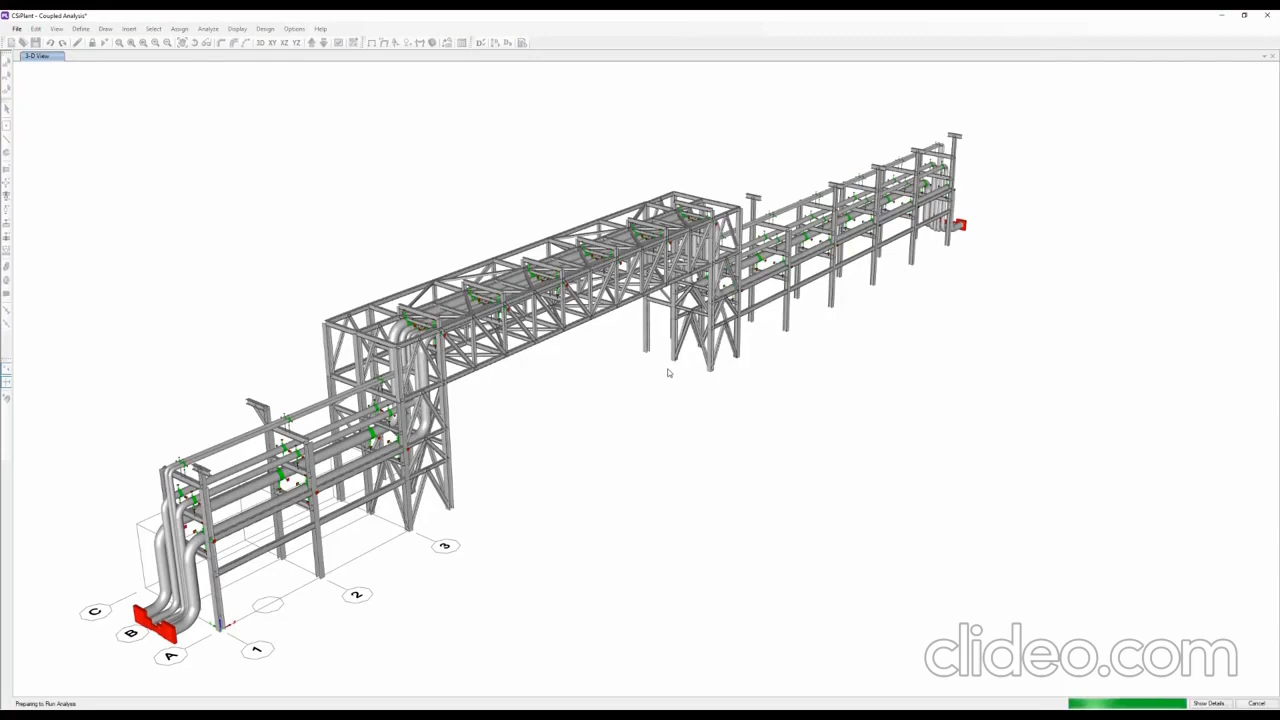 CSiPlant - Coupled Analysis*
File Edit View Define Draw Insert Select Assign Analyze Display Design Options Help
3D XY XZ YZ
3-D View
C
B
A
1
2
3
clideo.com
Preparing to Run Analysis
Show Details...
Cancel